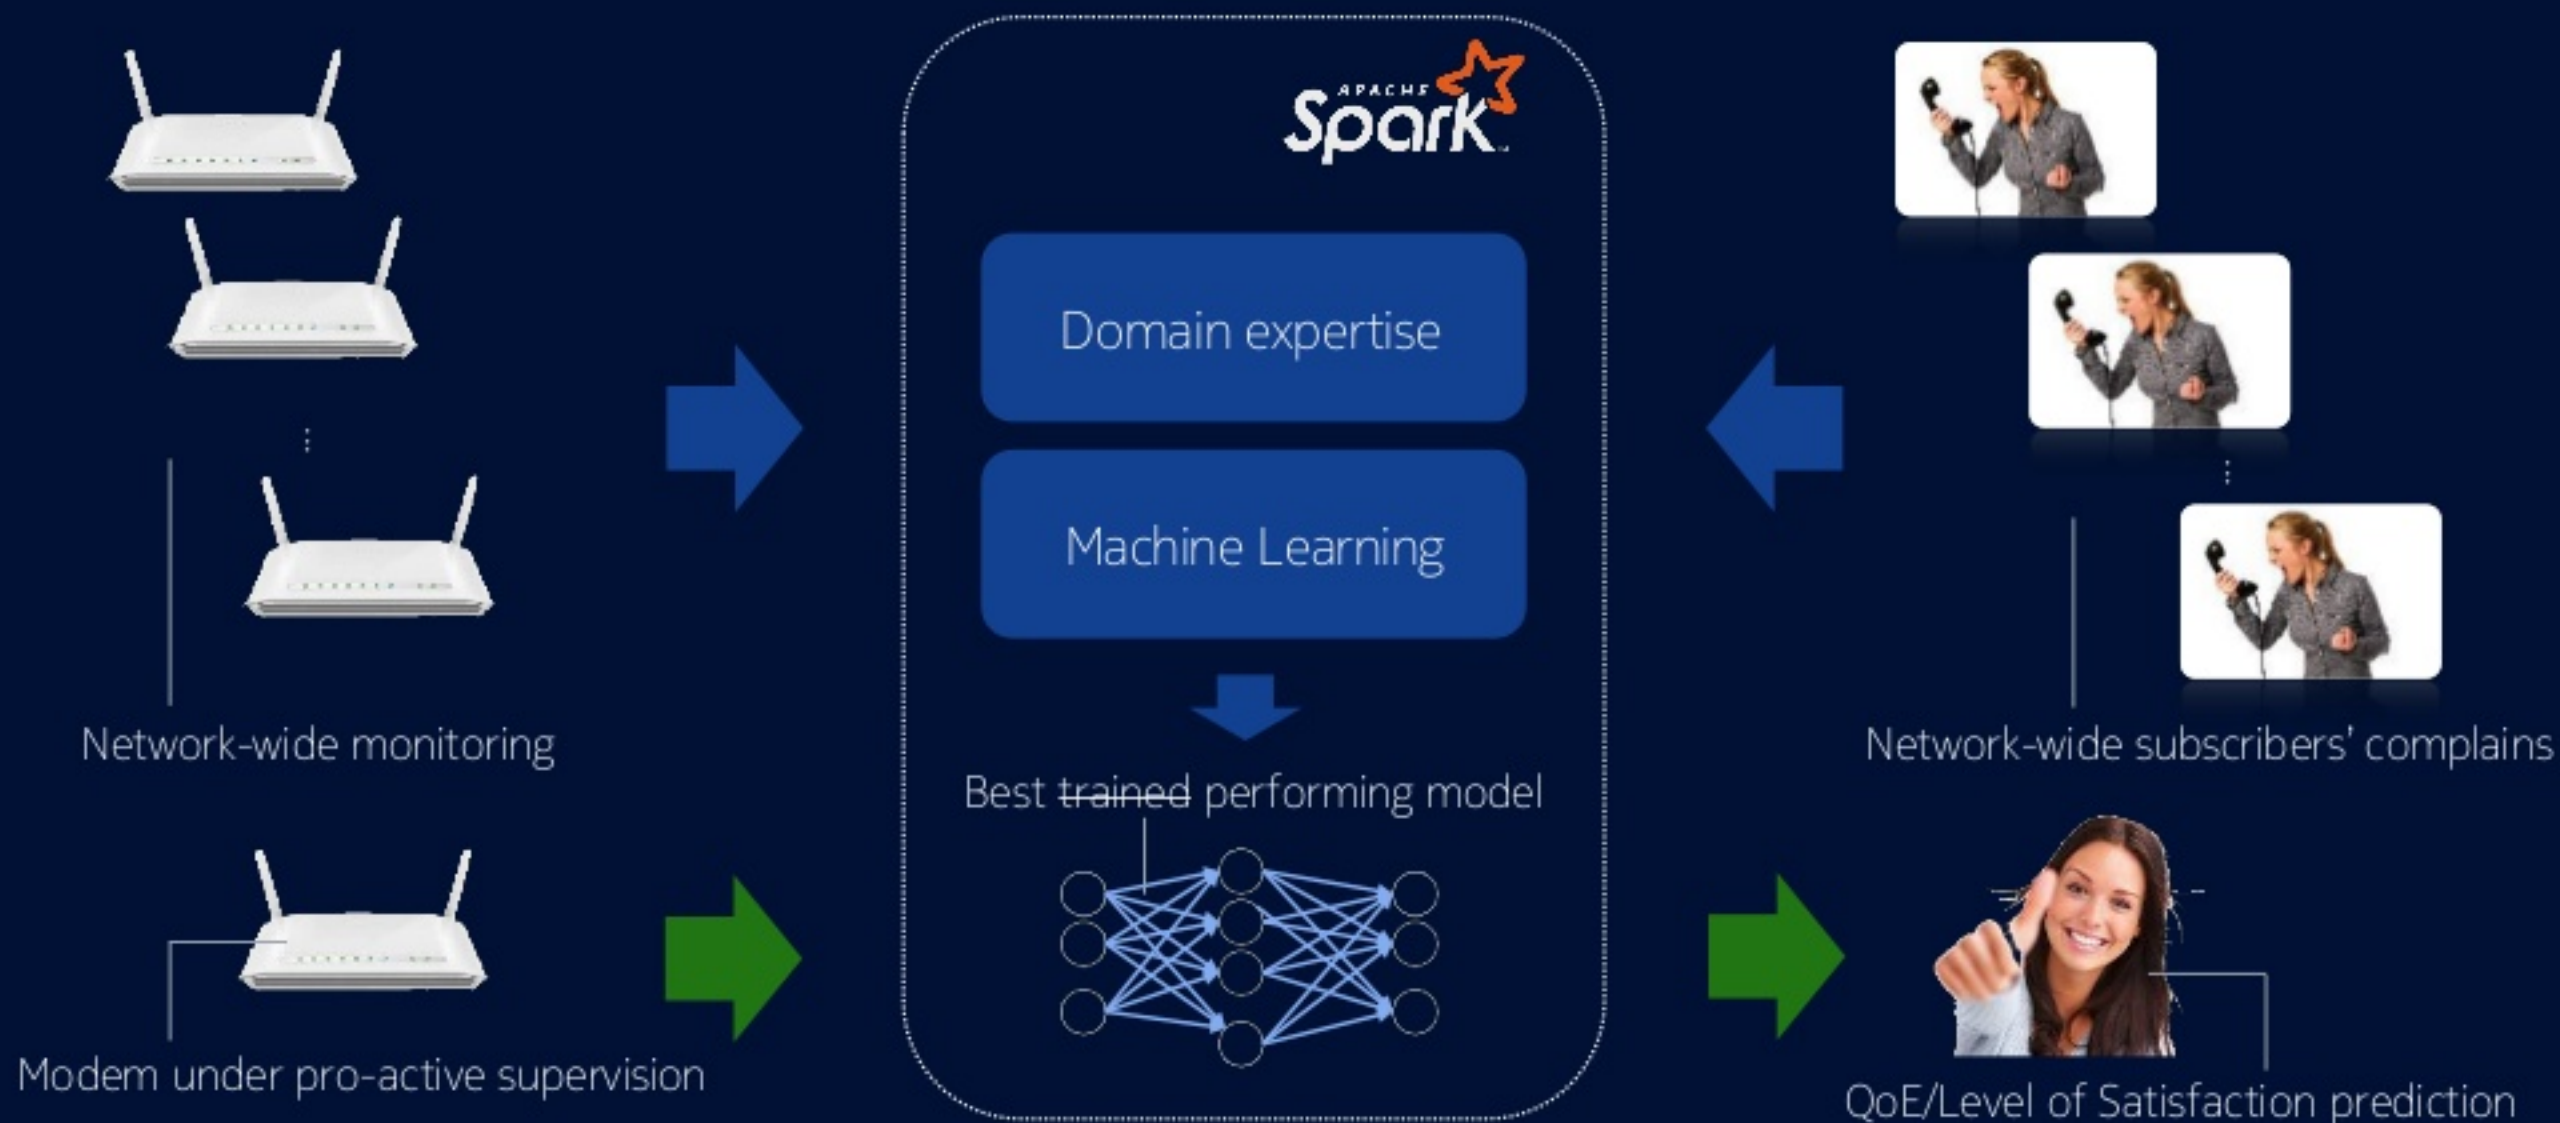 APACHE
Spark
Domain expertise
Machine Learning
Network-wide monitoring
Network-wide subscribers' complains
Best trained performing model
Modem under pro-active supervision
QoE/Level of Satisfaction prediction